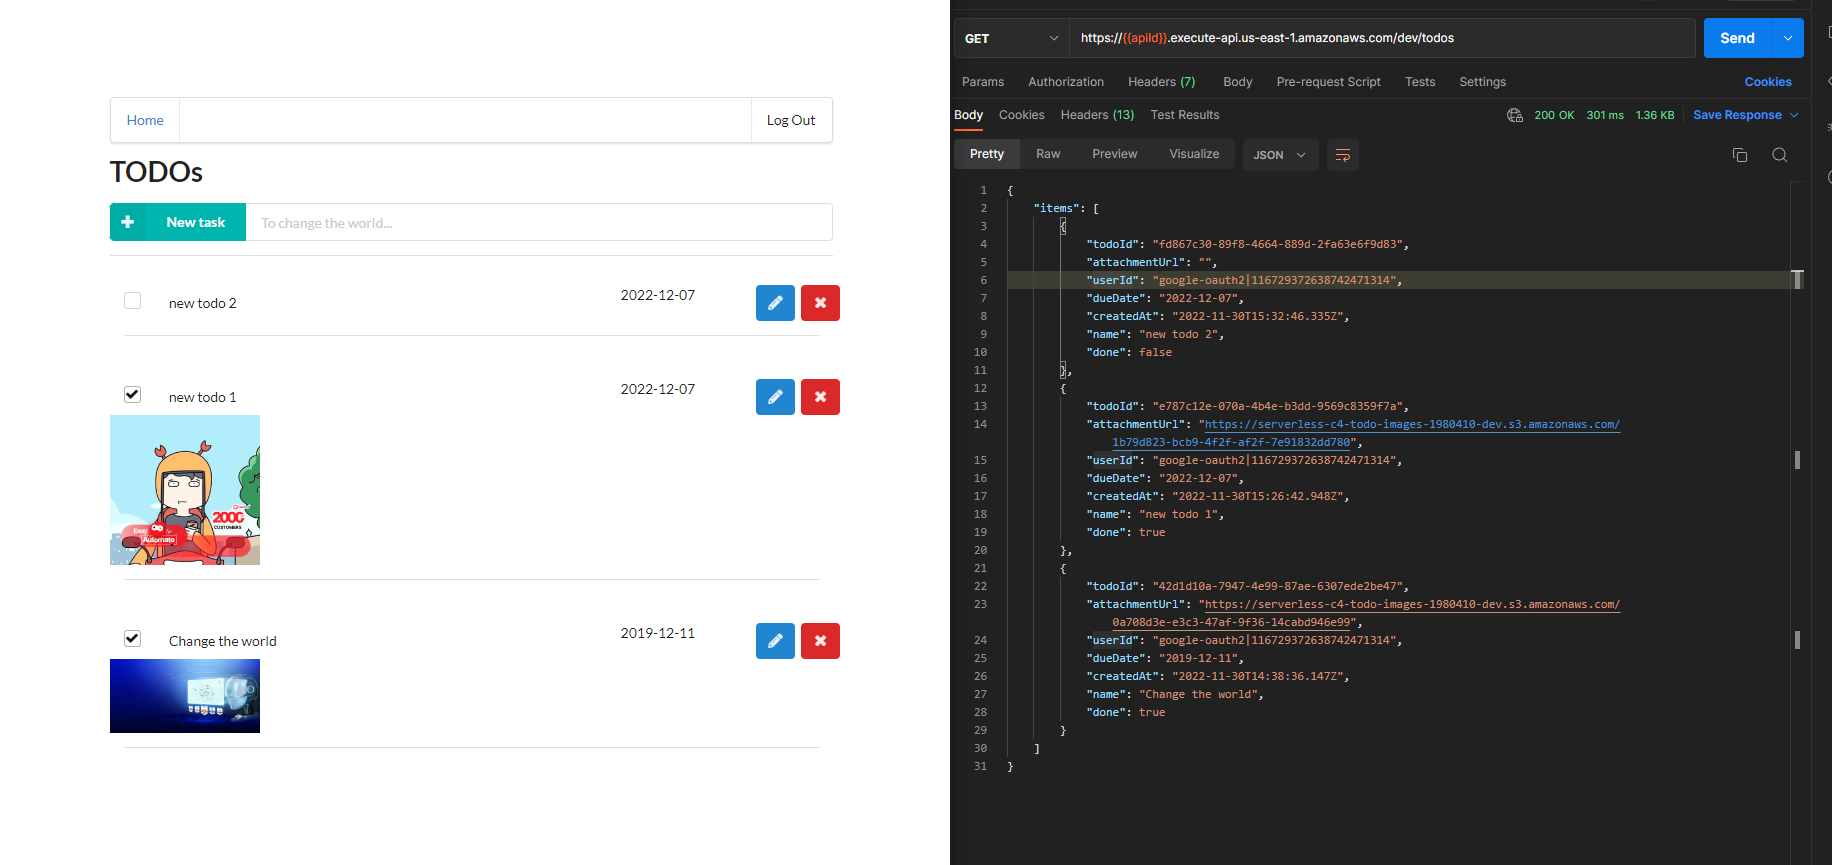 Home
Log Out
TODOs
New task
To change the world...
new todo 2
2022-12-07
new todo 1
2022-12-07
2000
CUSTOMERS
Easy
for
Automate
Change the world
2019-12-11
GET
https://{{apiId}}.execute-api.us-east-1.amazonaws.com/dev/todos
Send
Params
Authorization
Headers (7)
Body
Pre-request Script
Tests
Settings
Cookies
Body
Cookies
Headers (13)
Test Results
200 OK
301 ms
1.36 KB
Save Response
Pretty
Raw
Preview
Visualize
JSON
1 {
2 "items": [
3 {
4 "todoId": "fd867c30-89f8-4664-889d-2fa63e6f9d83",
5 "attachmentUrl": "",
6 "userId": "google-oauth2|116729372638742471314",
7 "dueDate": "2022-12-07",
8 "createdAt": "2022-11-30T15:32:46.335Z",
9 "name": "new todo 2",
10 "done": false
11 },
12 {
13 "todoId": "e787c12e-070a-4b4e-b3dd-9569c8359f7a",
14 "attachmentUrl": "https://serverless-c4-todo-images-1980410-dev.s3.amazonaws.com/
1b79d823-bcb9-4f2f-af2f-7e91832dd780",
15 "userId": "google-oauth2|116729372638742471314",
16 "dueDate": "2022-12-07",
17 "createdAt": "2022-11-30T15:26:42.948Z",
18 "name": "new todo 1",
19 "done": true
20 },
21 {
22 "todoId": "42d1d10a-7947-4e99-87ae-6307ede2be47",
23 "attachmentUrl": "https://serverless-c4-todo-images-1980410-dev.s3.amazonaws.com/
0a708d3e-e3c3-47af-9f36-14cabd946e99",
24 "userId": "google-oauth2|116729372638742471314",
25 "dueDate": "2019-12-11",
26 "createdAt": "2022-11-30T14:38:36.147Z",
27 "name": "Change the world",
28 "done": true
29 }
30 ]
31 }